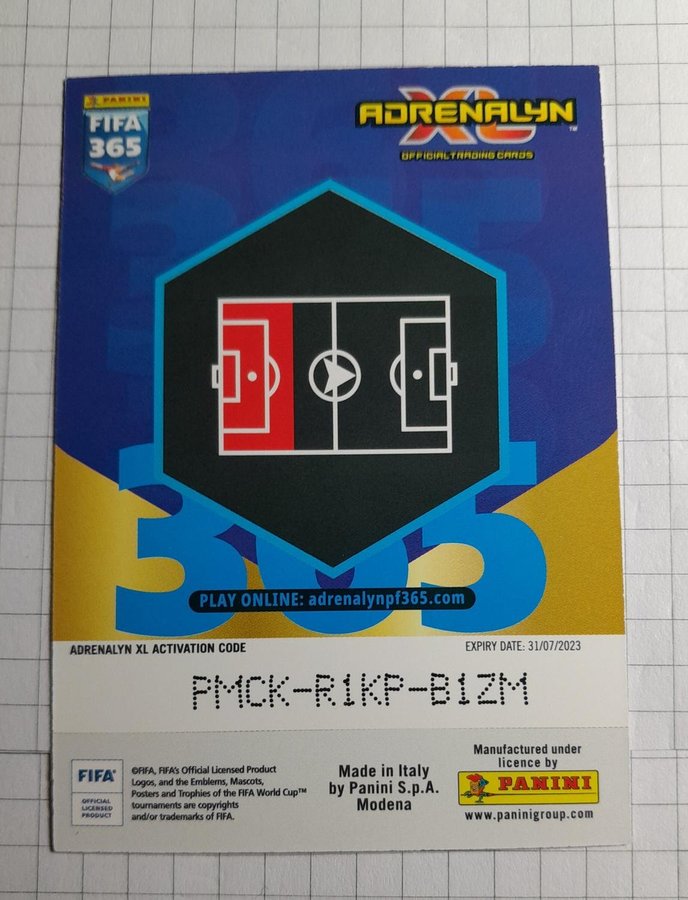 PANINI
FIFA
365
ADRENALYN
XL™
OFFICIAL TRADING CARDS
365
PLAY ONLINE: adrenalynpf365.com
ADRENALYN XL ACTIVATION CODE
EXPIRY DATE: 31/07/2023
PMCK-R1KP-B1ZM
FIFA®
OFFICIAL
LICENSED
PRODUCT
©FIFA, FIFA's Official Licensed Product
Logos, and the Emblems, Mascots,
Posters and Trophies of the FIFA World Cup™
tournaments are copyrights
and/or trademarks of FIFA.
Made in Italy
by Panini S.p.A.
Modena
Manufactured under
licence by
PANINI
www.paninigroup.com